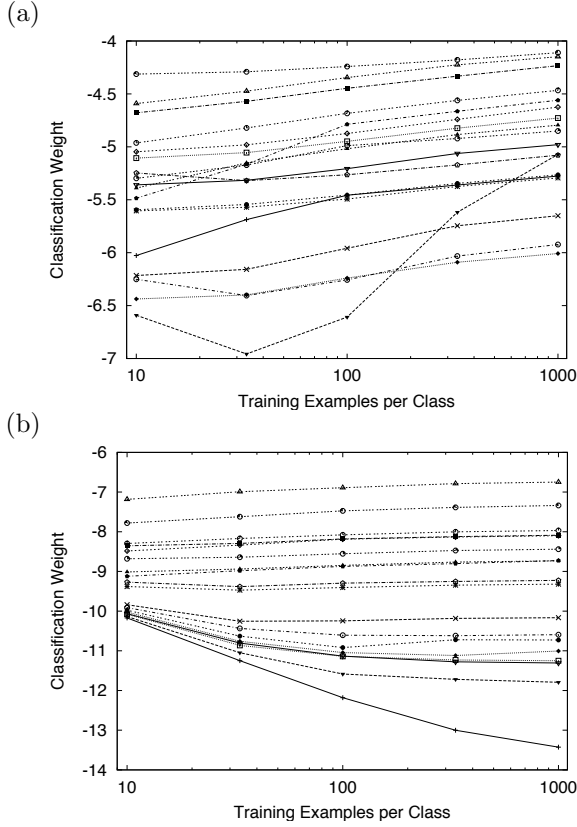 (a)
-4
-4.5
-5
-5.5
-6
-6.5
-7
Classification Weight
10 100 1000
Training Examples per Class
(b)
-6
-7
-8
-9
-10
-11
-12
-13
-14
Classification Weight
10 100 1000
Training Examples per Class